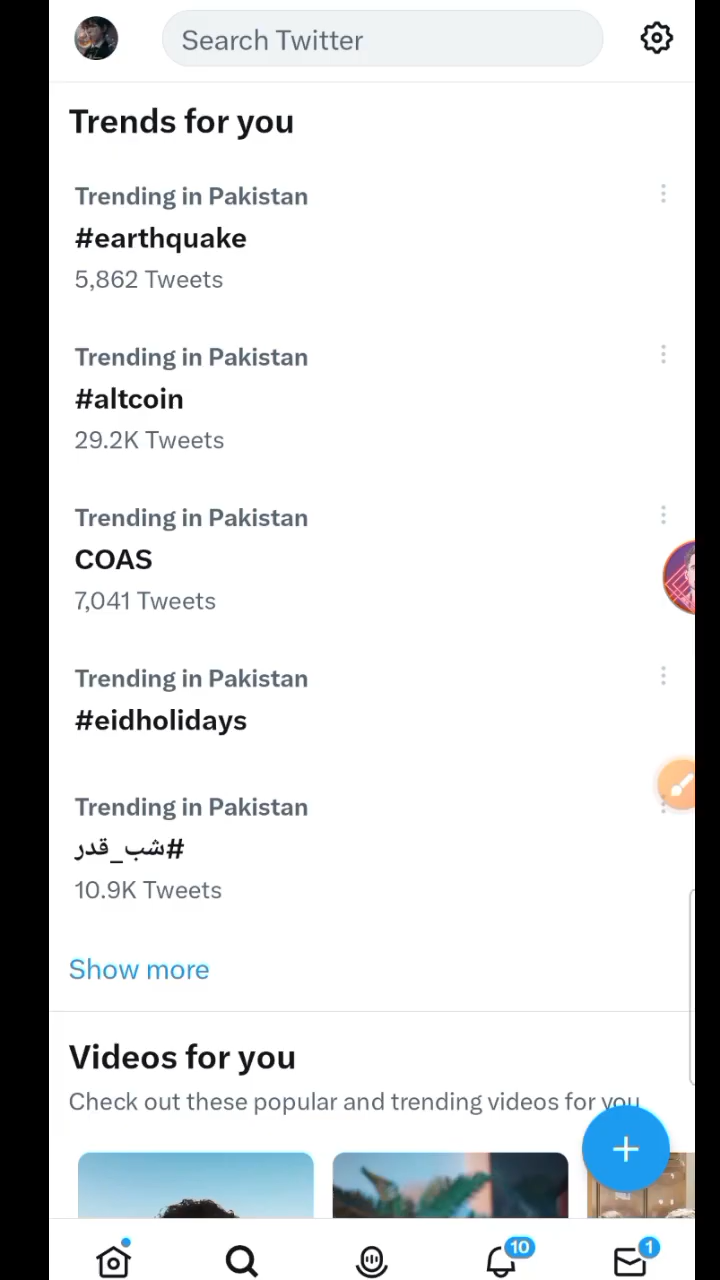 Search Twitter
Trends for you
Trending in Pakistan
#earthquake
5,862 Tweets
Trending in Pakistan
#altcoin
29.2K Tweets
Trending in Pakistan
COAS
7,041 Tweets
Trending in Pakistan
#eidholidays
Trending in Pakistan
#شب_قدر
10.9K Tweets
Show more
Videos for you
Check out these popular and trending videos for you
10
1